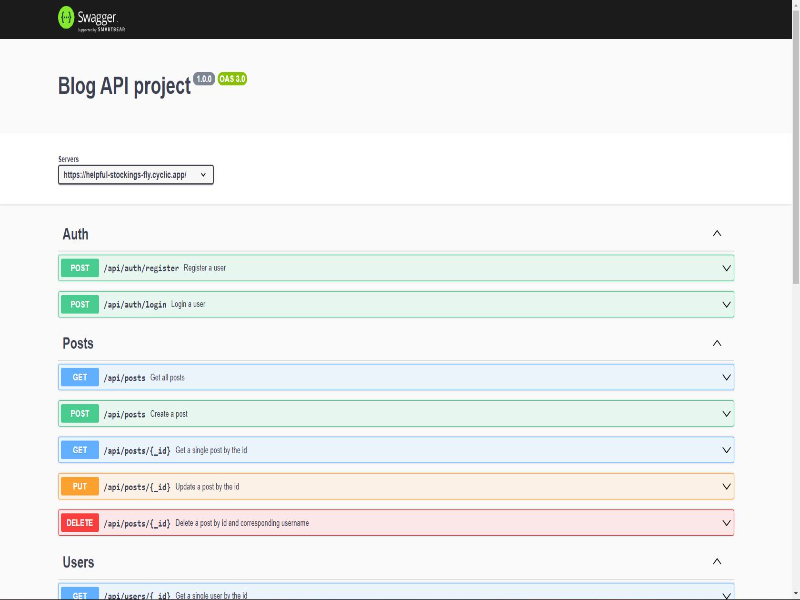 Swagger.
Supported by SMARTBEAR
Blog API project 1.0.0 OAS 3.0
Servers
https://helpful-stockings-fly.cyclic.app/
Auth
POST /api/auth/register Register a user
POST /api/auth/login Login a user
Posts
GET /api/posts Get all posts
POST /api/posts Create a post
GET /api/posts/{_id} Get a single post by the id
PUT /api/posts/{_id} Update a post by the id
DELETE /api/posts/{_id} Delete a post by id and corresponding username
Users
GET /api/users/{_id} Get a single user by the id